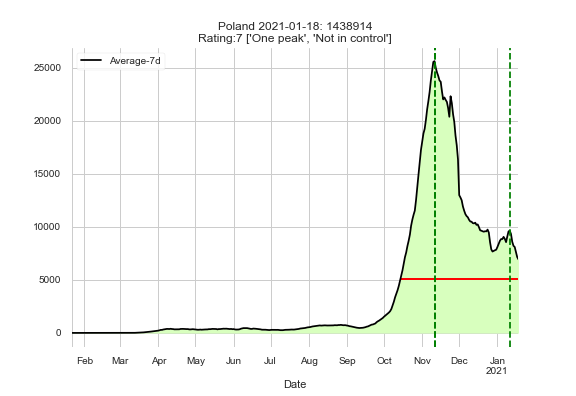 Poland 2021-01-18: 1438914
Rating:7 ['One peak', 'Not in control']
Average-7d
25000
20000
15000
10000
5000
0
Feb Mar Apr May Jun Jul Aug Sep Oct Nov Dec Jan
2021
Date